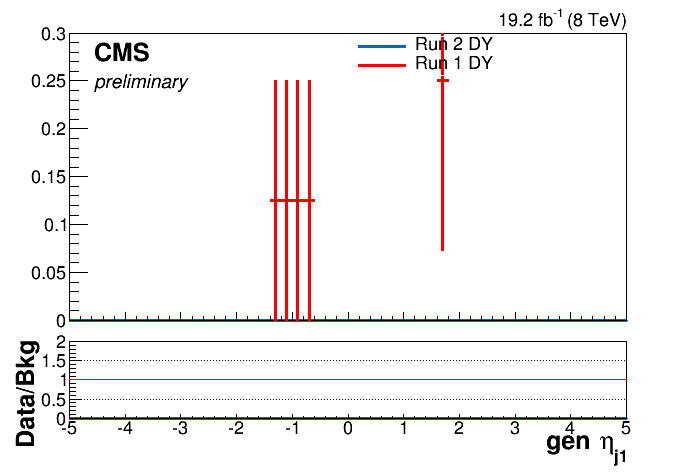 19.2 fb-1 (8 TeV)
CMS
preliminary
Run 2 DY
Run 1 DY
0.3
0.25
0.2
0.15
0.1
0.05
0
Data/Bkg
2
1.5
1
0.5
0
-5 -4 -3 -2 -1 0 1 2 3 4 5
gen ηj1